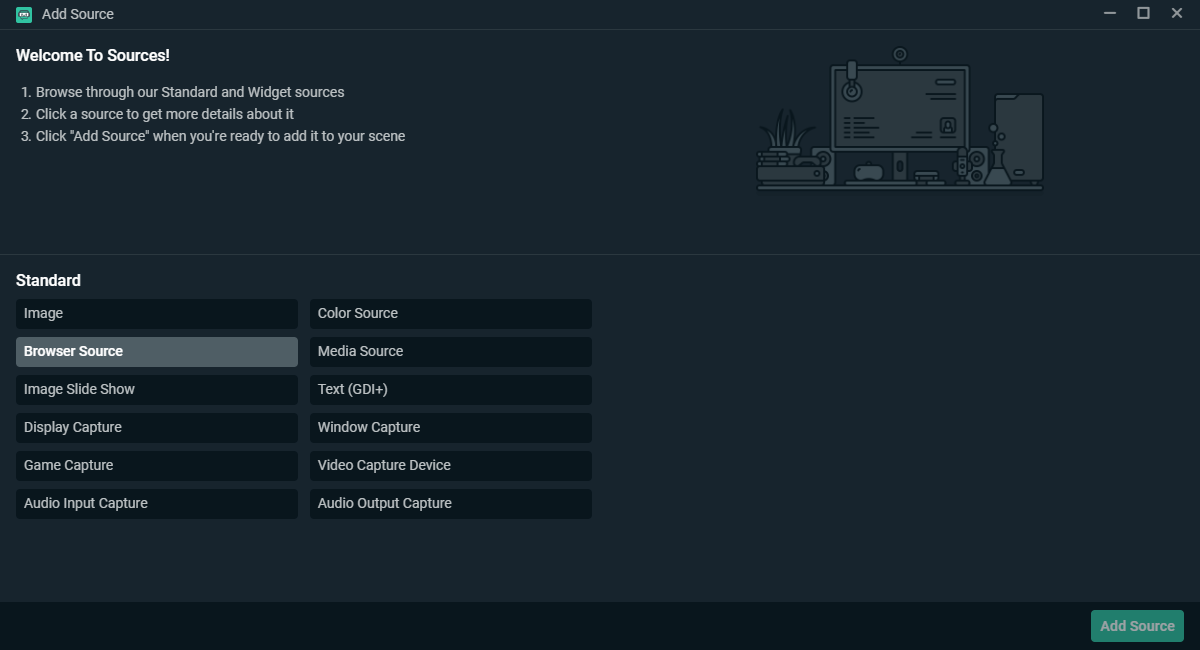 Add Source
Welcome To Sources!
1. Browse through our Standard and Widget sources
2. Click a source to get more details about it
3. Click "Add Source" when you're ready to add it to your scene
Standard
Image
Color Source
Browser Source
Media Source
Image Slide Show
Text (GDI+)
Display Capture
Window Capture
Game Capture
Video Capture Device
Audio Input Capture
Audio Output Capture
Add Source